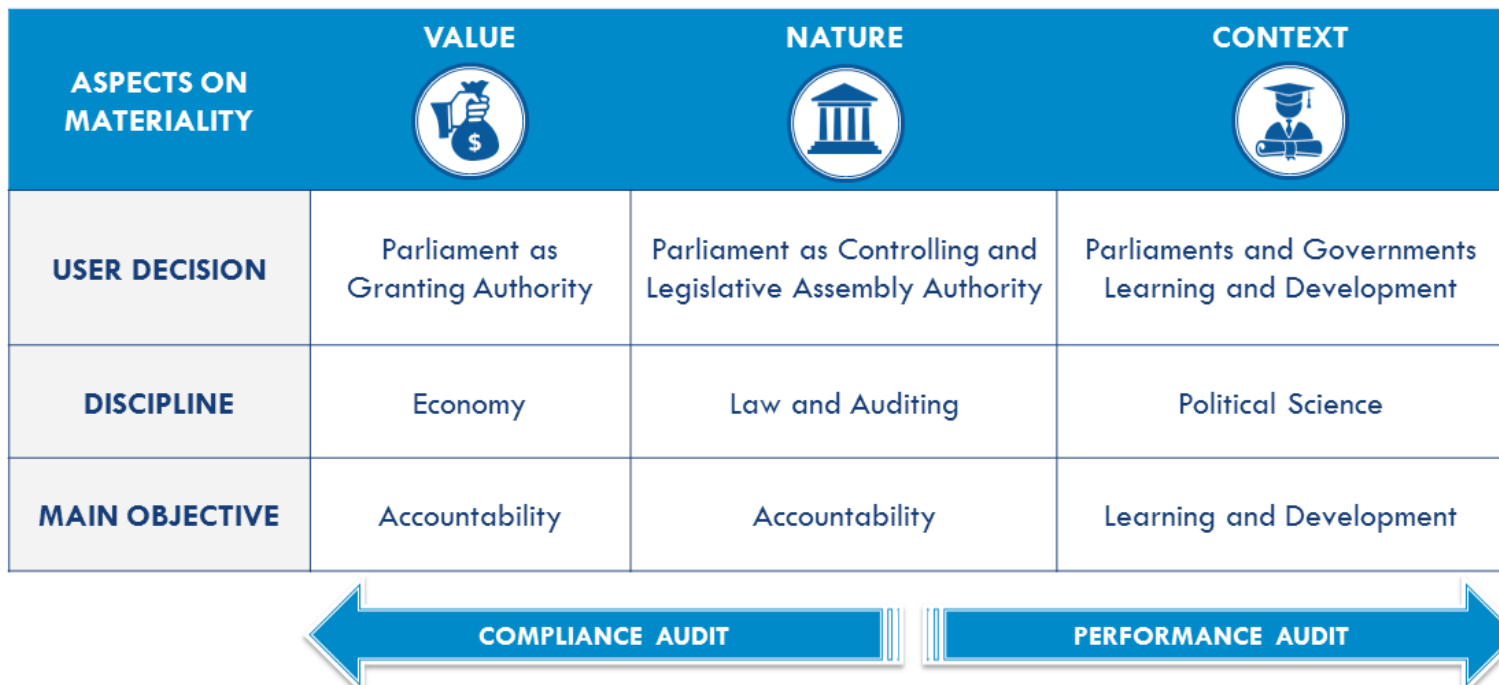 VALUE
NATURE
CONTEXT
ASPECTS ON
MATERIALITY
$
USER DECISION
Parliament as
Granting Authority
Parliament as Controlling and
Legislative Assembly Authority
Parliaments and Governments
Learning and Development
DISCIPLINE
Economy
Law and Auditing
Political Science
MAIN OBJECTIVE
Accountability
Accountability
Learning and Development
COMPLIANCE AUDIT
PERFORMANCE AUDIT